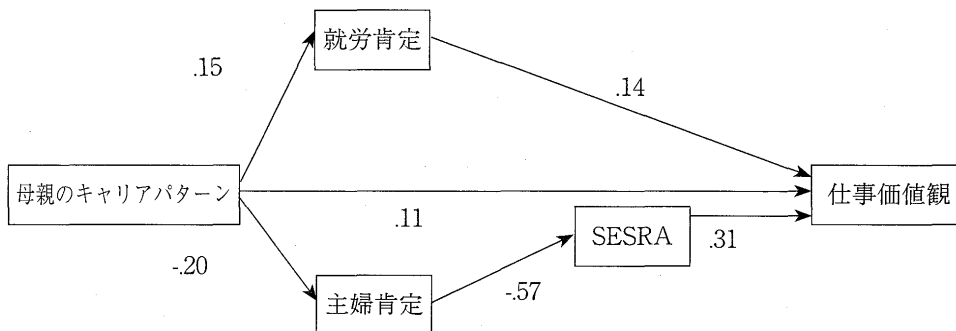 就労肯定
.15
.14
母親のキャリアパターン
仕事価値観
.11
SESRA
.31
-.20
主婦肯定
-.57